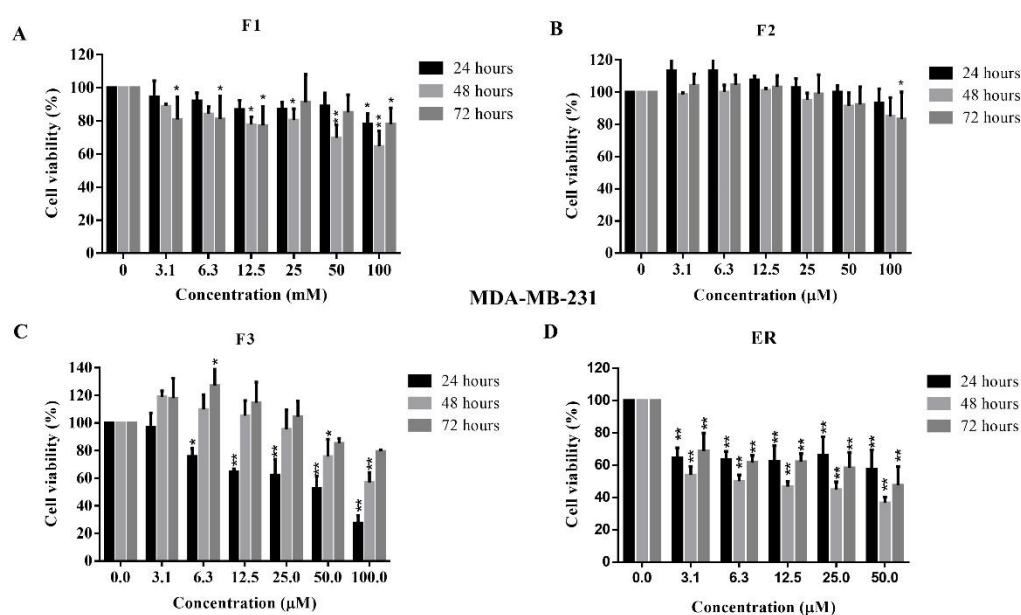 A
F1
120
100
80
60
40
20
0
Cell viability (%)
* * * * * * ** * **
24 hours
48 hours
72 hours
0 3.1 6.3 12.5 25 50 100
Concentration (mM)
B
F2
120
100
80
60
40
20
0
Cell viability (%)
*
24 hours
48 hours
72 hours
0 3.1 6.3 12.5 25 50 100
Concentration (µM)
MDA-MB-231
C
F3
140
120
100
80
60
40
20
0
Cell viability (%)
* * ** ** ** * ** **
24 hours
48 hours
72 hours
0.0 3.1 6.3 12.5 25.0 50.0 100.0
Concentration (µM)
D
ER
120
100
80
60
40
20
0
Cell viability (%)
** ** ** ** ** ** ** ** ** ** ** ** ** ** **
24 hours
48 hours
72 hours
0.0 3.1 6.3 12.5 25.0 50.0
Concentration (µM)